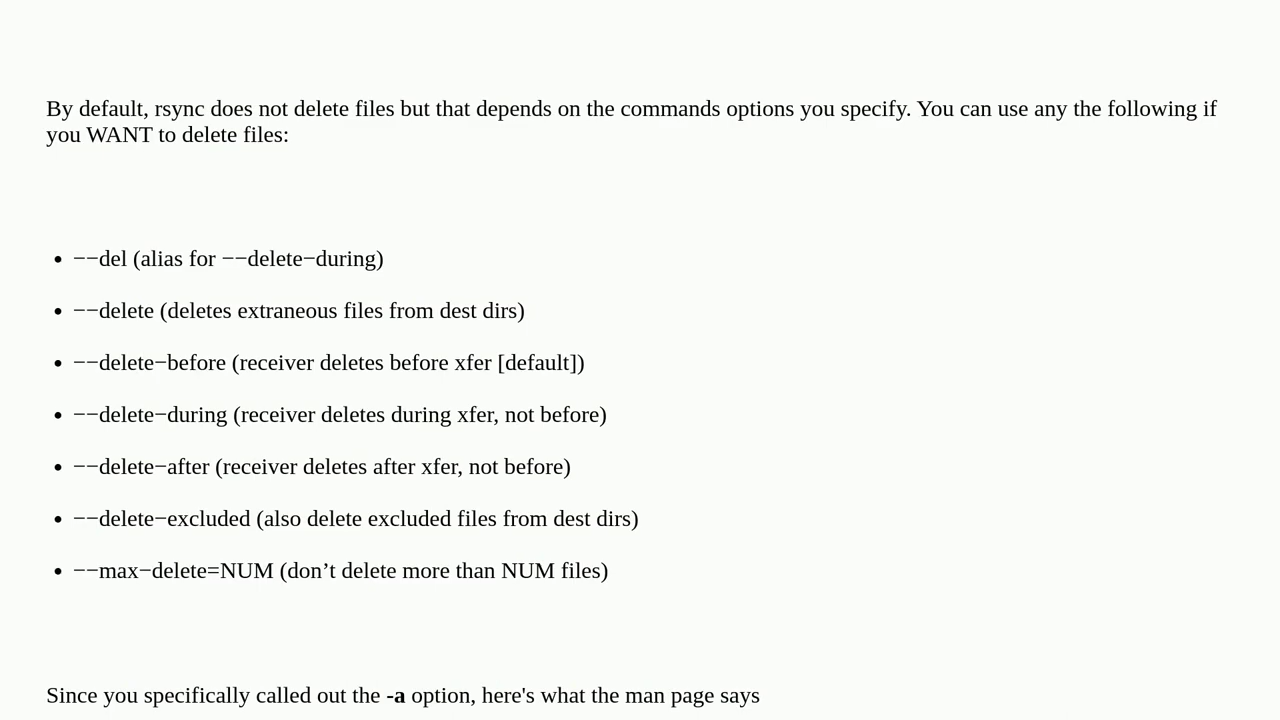 By default, rsync does not delete files but that depends on the commands options you specify. You can use any the following if
you WANT to delete files:
• −−del (alias for −−delete−during)
• −−delete (deletes extraneous files from dest dirs)
• −−delete−before (receiver deletes before xfer [default])
• −−delete−during (receiver deletes during xfer, not before)
• −−delete−after (receiver deletes after xfer, not before)
• −−delete−excluded (also delete excluded files from dest dirs)
• −−max−delete=NUM (don’t delete more than NUM files)
Since you specifically called out the -a option, here's what the man page says